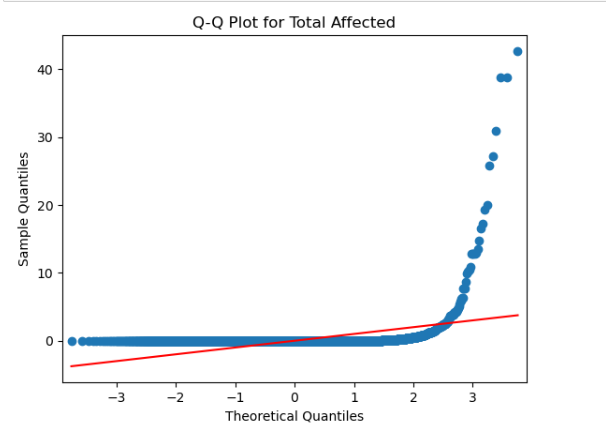 Q-Q Plot for Total Affected
40
30
20
10
0
Sample Quantiles
−3 −2 −1 0 1 2 3
Theoretical Quantiles